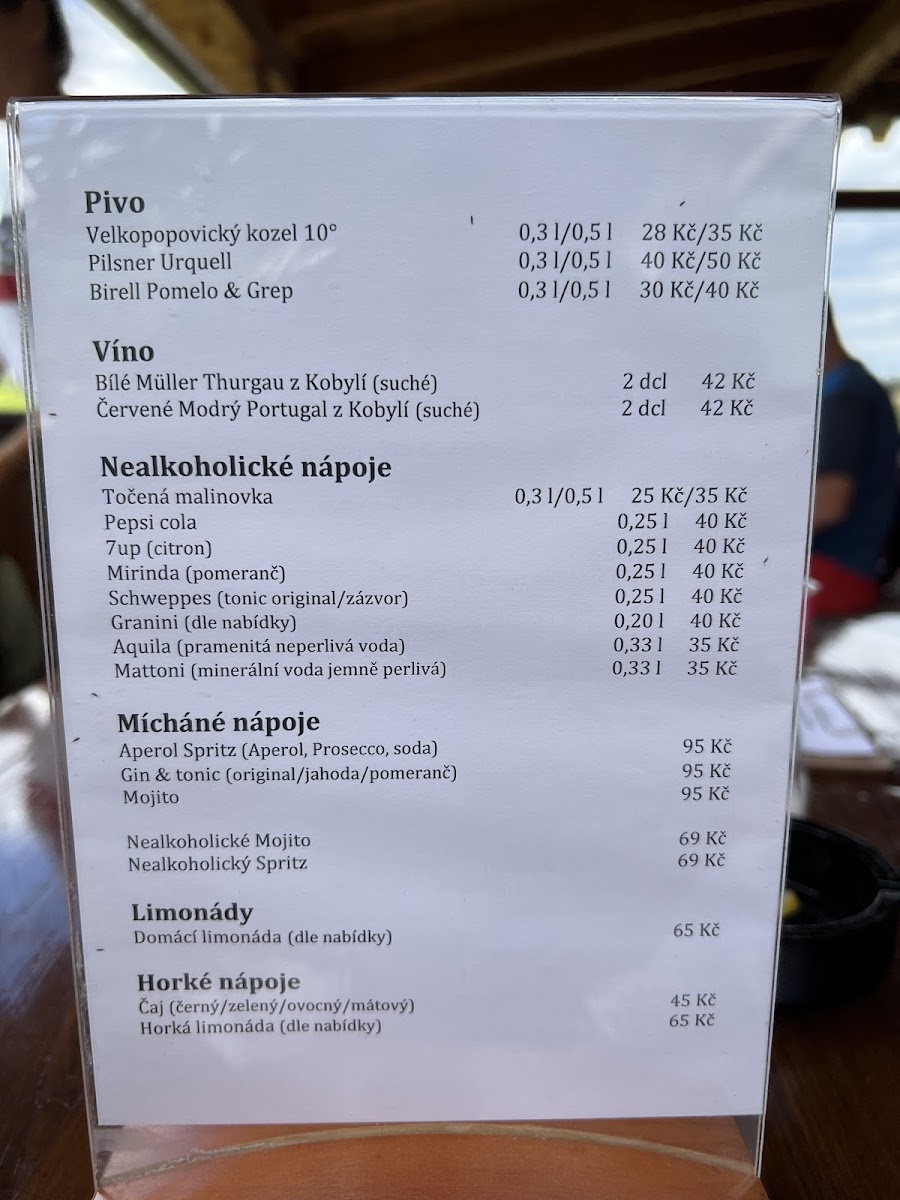 Pivo
Velkopopovický kozel 10° 0,3 l/0,5 l 28 Kč/35 Kč
Pilsner Urquell 0,3 l/0,5 l 40 Kč/50 Kč
Birell Pomelo & Grep 0,3 l/0,5 l 30 Kč/40 Kč
Víno
Bílé Müller Thurgau z Kobylí (suché) 2 dcl 42 Kč
Červené Modrý Portugal z Kobylí (suché) 2 dcl 42 Kč
Nealkoholické nápoje
Točená malinovka 0,3 l/0,5 l 25 Kč/35 Kč
Pepsi cola 0,25 l 40 Kč
7up (citron) 0,25 l 40 Kč
Mirinda (pomeranč) 0,25 l 40 Kč
Schweppes (tonic original/zázvor) 0,25 l 40 Kč
Granini (dle nabídky) 0,20 l 40 Kč
Aquila (pramenitá neperlivá voda) 0,33 l 35 Kč
Mattoni (minerální voda jemně perlivá) 0,33 l 35 Kč
Mícháné nápoje
Aperol Spritz (Aperol, Prosecco, soda) 95 Kč
Gin & tonic (original/jahoda/pomeranč) 95 Kč
Mojito 95 Kč
Nealkoholické Mojito 69 Kč
Nealkoholický Spritz 69 Kč
Limonády
Domácí limonáda (dle nabídky) 65 Kč
Horké nápoje
Čaj (černý/zelený/ovocný/mátový) 45 Kč
Horká limonáda (dle nabídky) 65 Kč